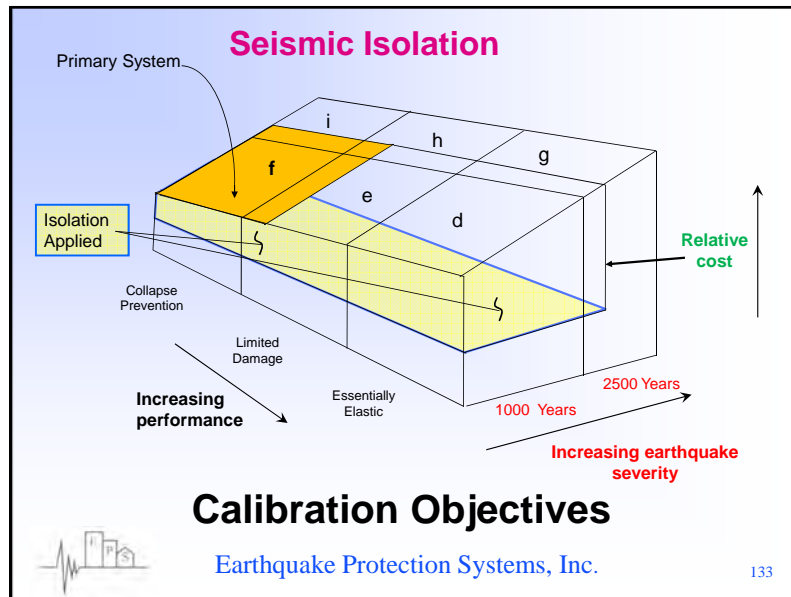 Seismic Isolation
Primary System
i
h
g
f
e
d
Isolation
Applied
Relative
cost
Collapse
Prevention
Limited
Damage
Essentially
Elastic
Increasing
performance
1000 Years
2500 Years
Increasing earthquake
severity
Calibration Objectives
Earthquake Protection Systems, Inc.
133